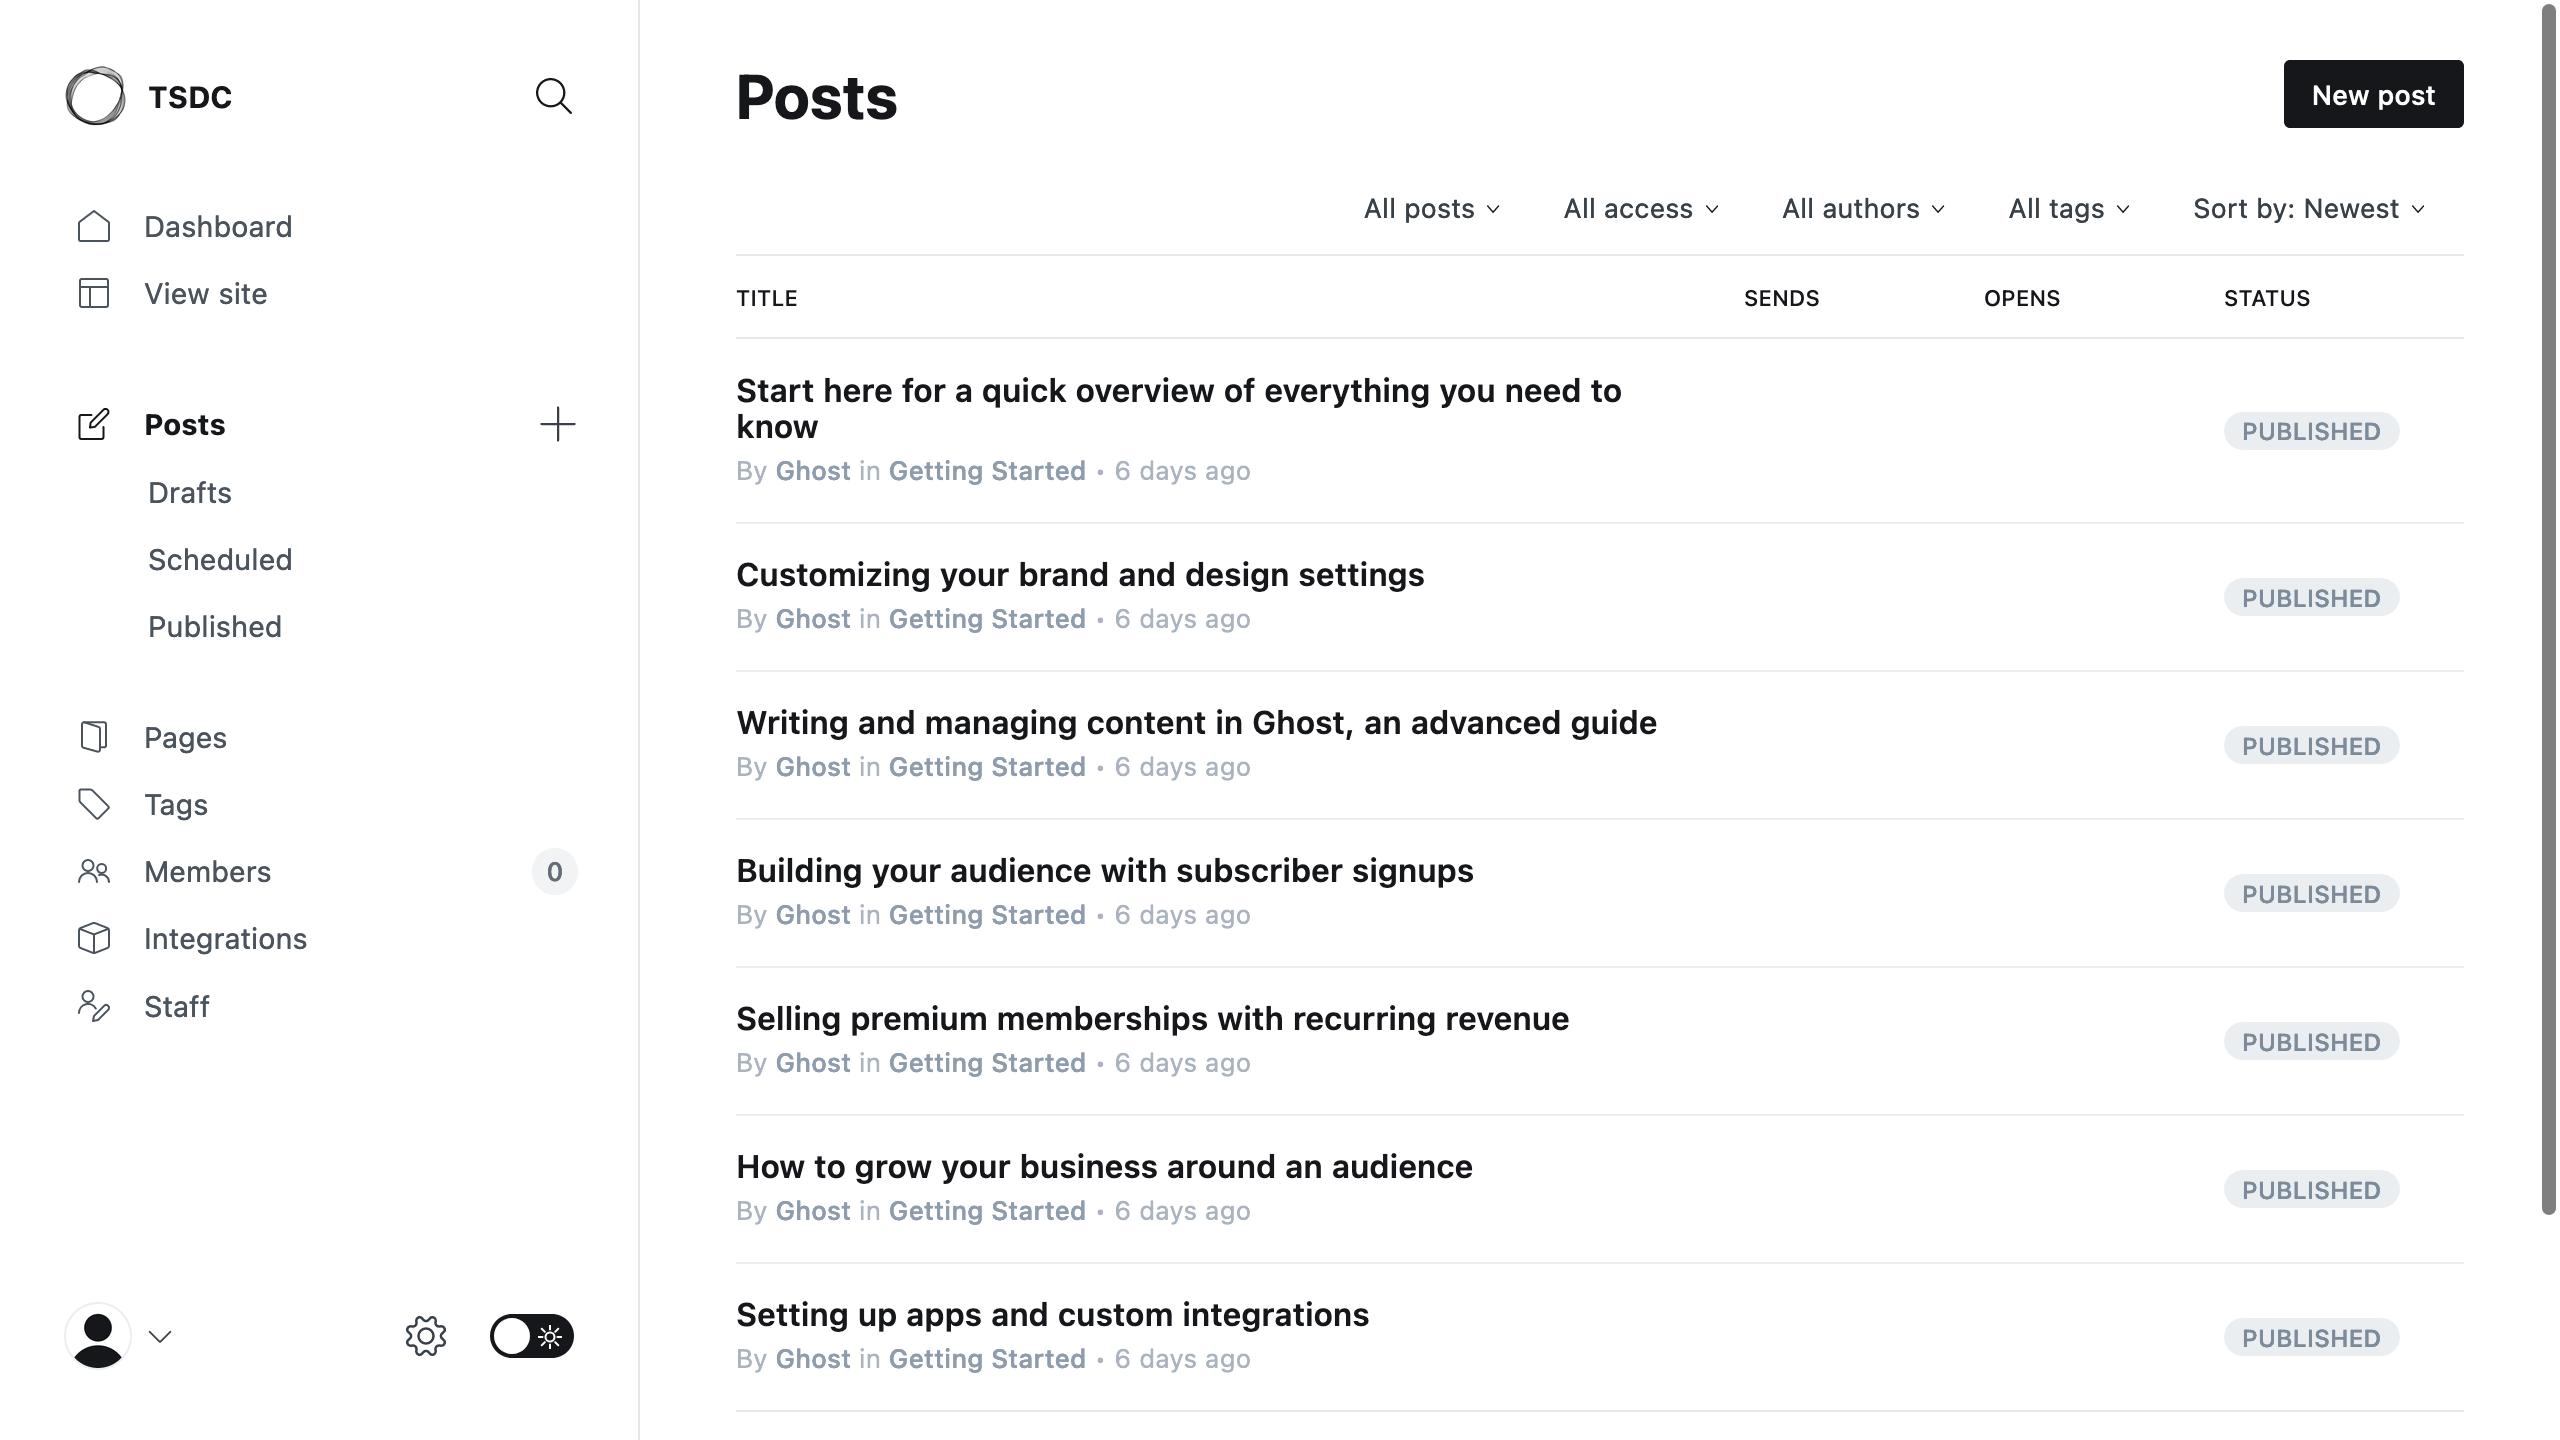 TSDC
Dashboard
View site
Posts
Drafts
Scheduled
Published
Pages
Tags
Members
0
Integrations
Staff
Posts
New post
All posts
All access
All authors
All tags
Sort by: Newest
TITLE
SENDS
OPENS
STATUS
Start here for a quick overview of everything you need to
know
By Ghost in Getting Started • 6 days ago
PUBLISHED
Customizing your brand and design settings
By Ghost in Getting Started • 6 days ago
PUBLISHED
Writing and managing content in Ghost, an advanced guide
By Ghost in Getting Started • 6 days ago
PUBLISHED
Building your audience with subscriber signups
By Ghost in Getting Started • 6 days ago
PUBLISHED
Selling premium memberships with recurring revenue
By Ghost in Getting Started • 6 days ago
PUBLISHED
How to grow your business around an audience
By Ghost in Getting Started • 6 days ago
PUBLISHED
Setting up apps and custom integrations
By Ghost in Getting Started • 6 days ago
PUBLISHED